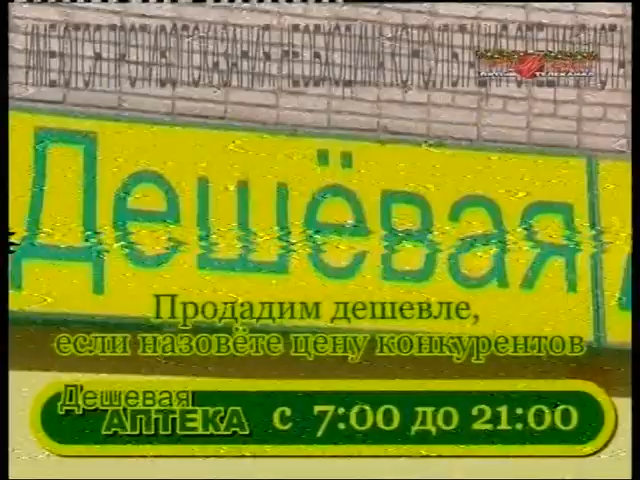 ИМЕЮТСЯ ПРОТИВОПОКАЗАНИЯ. НЕОБХОДИМА КОНСУЛЬТАЦИЯ СПЕЦИАЛИСТА
Дешёвая
Продадим дешевле,
если назовёте цену конкурентов
Дешевая
АПТЕКА с 7:00 до 21:00